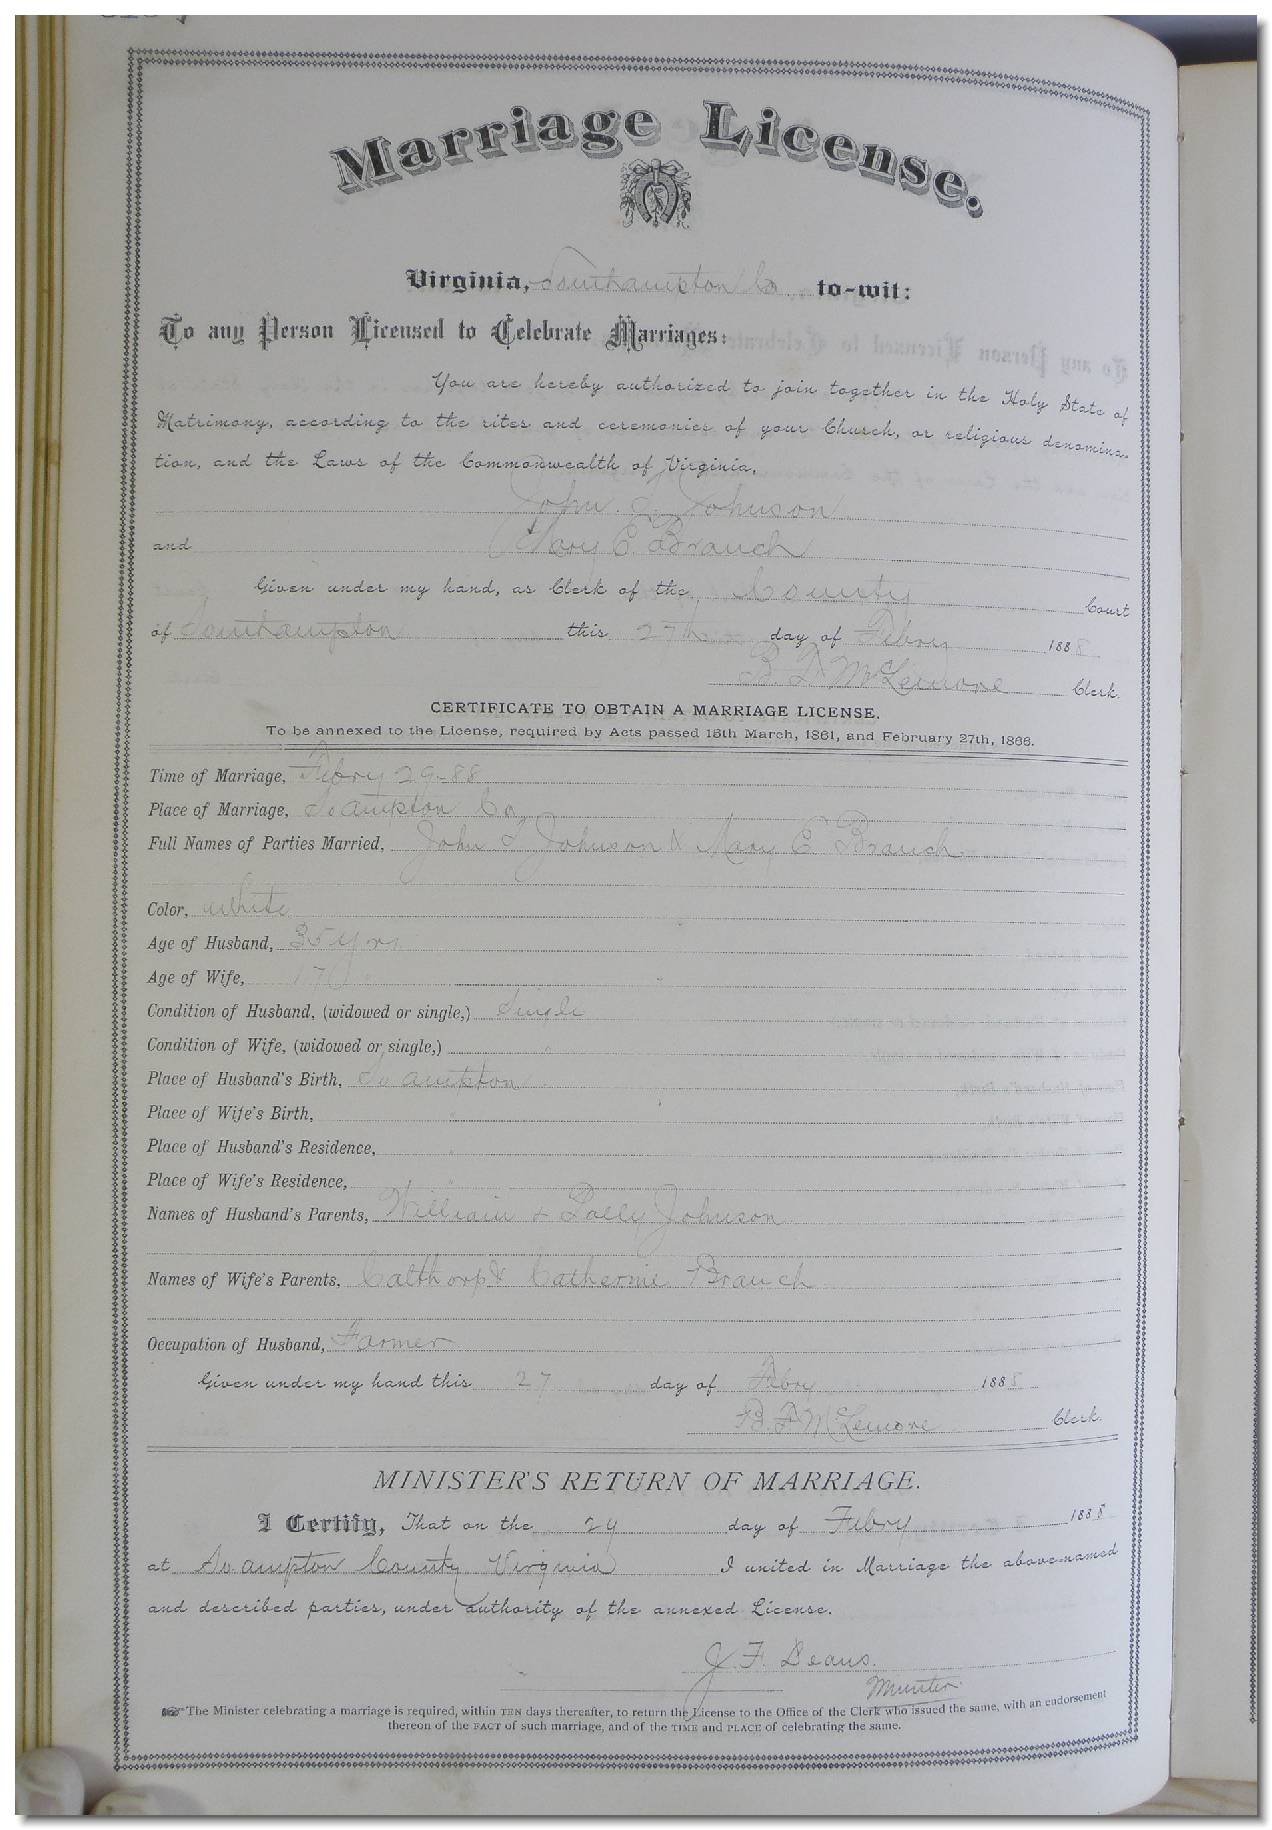 Marriage License.
Virginia, Southampton Co to-wit:
To any Person Licensed to Celebrate Marriages:
You are hereby authorized to join together in the Holy State of
Matrimony, according to the rites and ceremonies of your Church, or religious denomina-
tion, and the Laws of the Commonwealth of Virginia,
John Johnson
and Mary E. Branch
Given under my hand, as Clerk of the County Court
of Southampton this 27th day of Febry 1888
B. F. McLemore Clerk.
CERTIFICATE TO OBTAIN A MARRIAGE LICENSE.
To be annexed to the License, required by Acts passed 16th March, 1861, and February 27th, 1866.
Time of Marriage, Febry 29-88
Place of Marriage, So ampton Co
Full Names of Parties Married, John Johnson & Mary E Branch
Color, White
Age of Husband, 35 yrs
Age of Wife, 17 "
Condition of Husband, (widowed or single,) Single
Condition of Wife, (widowed or single,) "
Place of Husband's Birth, So ampton
Place of Wife's Birth, "
Place of Husband's Residence, "
Place of Wife's Residence, "
Names of Husband's Parents, William & Polly Johnson
Names of Wife's Parents, Calthorp & Catherine Branch
Occupation of Husband, Farmer
Given under my hand this 27 day of Febry 1888
B. F. McLemore Clerk.
MINISTER'S RETURN OF MARRIAGE.
I Certify, That on the 29 day of Febry 1888
at So ampton County Virginia I united in Marriage the above-named
and described parties, under authority of the annexed License.
J. F. Deans.
Minister
The Minister celebrating a marriage is required, within TEN days thereafter, to return the License to the Office of the Clerk who issued the same, with an endorsement
thereon of the FACT of such marriage, and of the TIME and PLACE of celebrating the same.